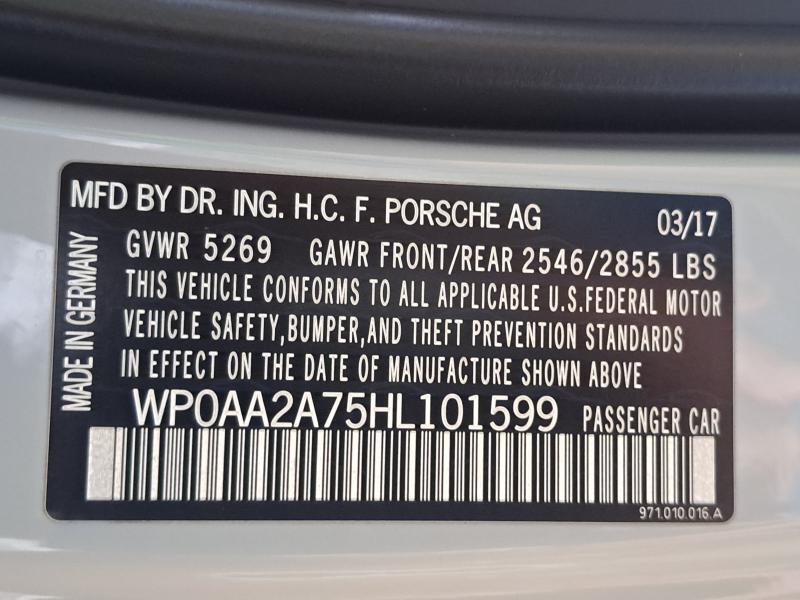 MFD BY DR. ING. H.C. F. PORSCHE AG 03/17
GVWR 5269 GAWR FRONT/REAR 2546/2855 LBS
THIS VEHICLE CONFORMS TO ALL APPLICABLE U.S.FEDERAL MOTOR
VEHICLE SAFETY,BUMPER,AND THEFT PREVENTION STANDARDS
IN EFFECT ON THE DATE OF MANUFACTURE SHOWN ABOVE
MADE IN GERMANY
WP0AA2A75HL101599 PASSENGER CAR
971.010.016.A